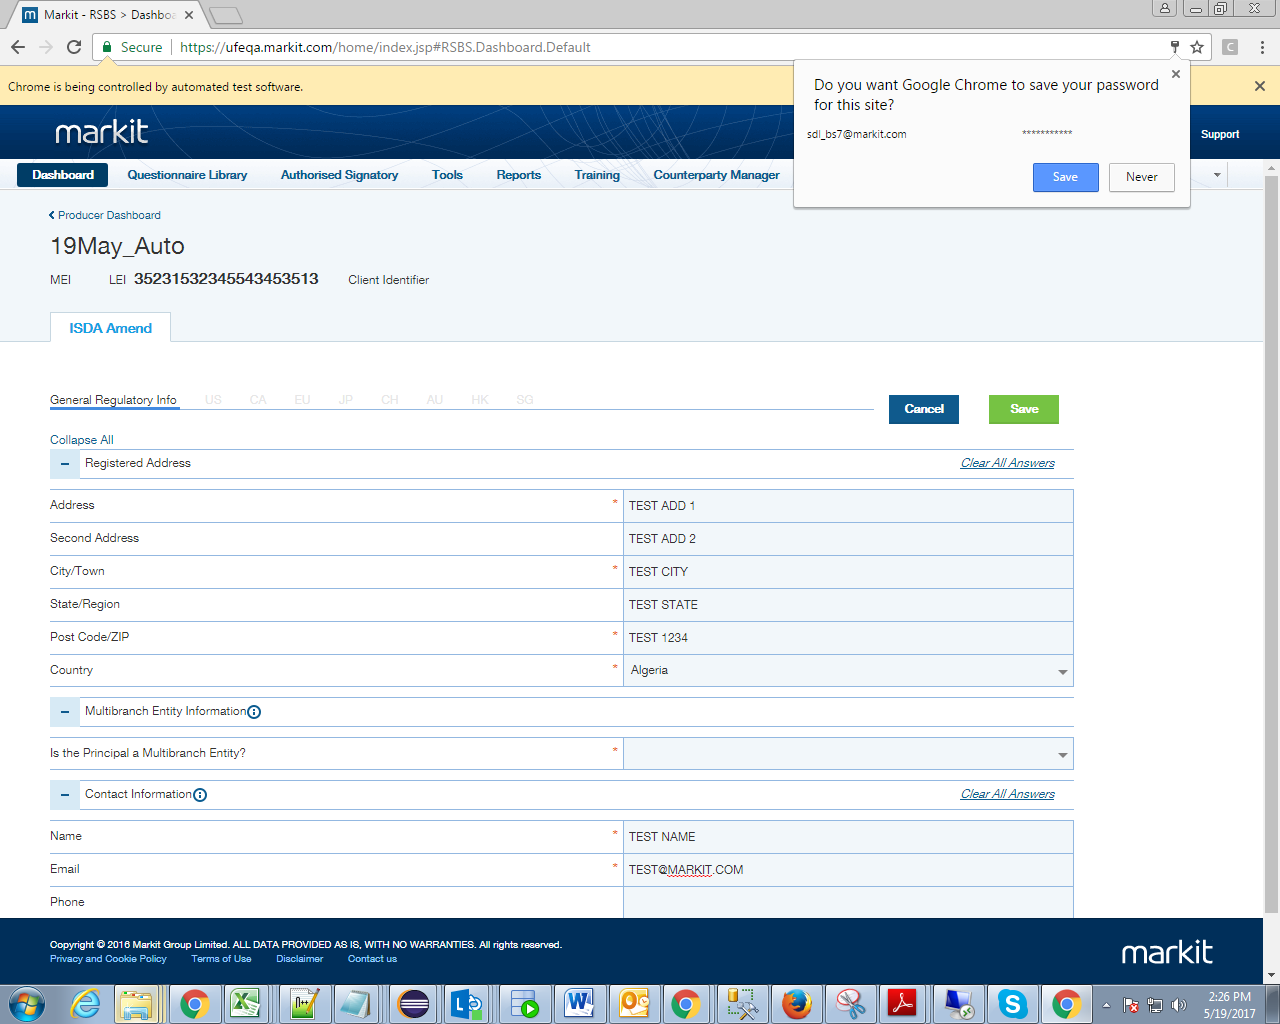 Markit - RSBS > Dashboa
Secure
https://ufeqa.markit.com/home/index.jsp#RSBS.Dashboard.Default
Chrome is being controlled by automated test software.
Do you want Google Chrome to save your password
for this site?
sdl_bs7@markit.com ***********
Save Never
markit
Support
Dashboard Questionnaire Library Authorised Signatory Tools Reports Training Counterparty Manager
Producer Dashboard
19May_Auto
MEI LEI 35231532345543453513 Client Identifier
ISDA Amend
General Regulatory Info US CA EU JP CH AU HK SG
Cancel Save
Collapse All
Registered Address Clear All Answers
Address * TEST ADD 1
Second Address TEST ADD 2
City/Town * TEST CITY
State/Region TEST STATE
Post Code/ZIP * TEST 1234
Country * Algeria
Multibranch Entity Information
Is the Principal a Multibranch Entity? *
Contact Information Clear All Answers
Name * TEST NAME
Email * TEST@MARKIT.COM
Phone
Copyright © 2016 Markit Group Limited. ALL DATA PROVIDED AS IS, WITH NO WARRANTIES. All rights reserved.
Privacy and Cookie Policy Terms of Use Disclaimer Contact us
markit
2:26 PM
5/19/2017